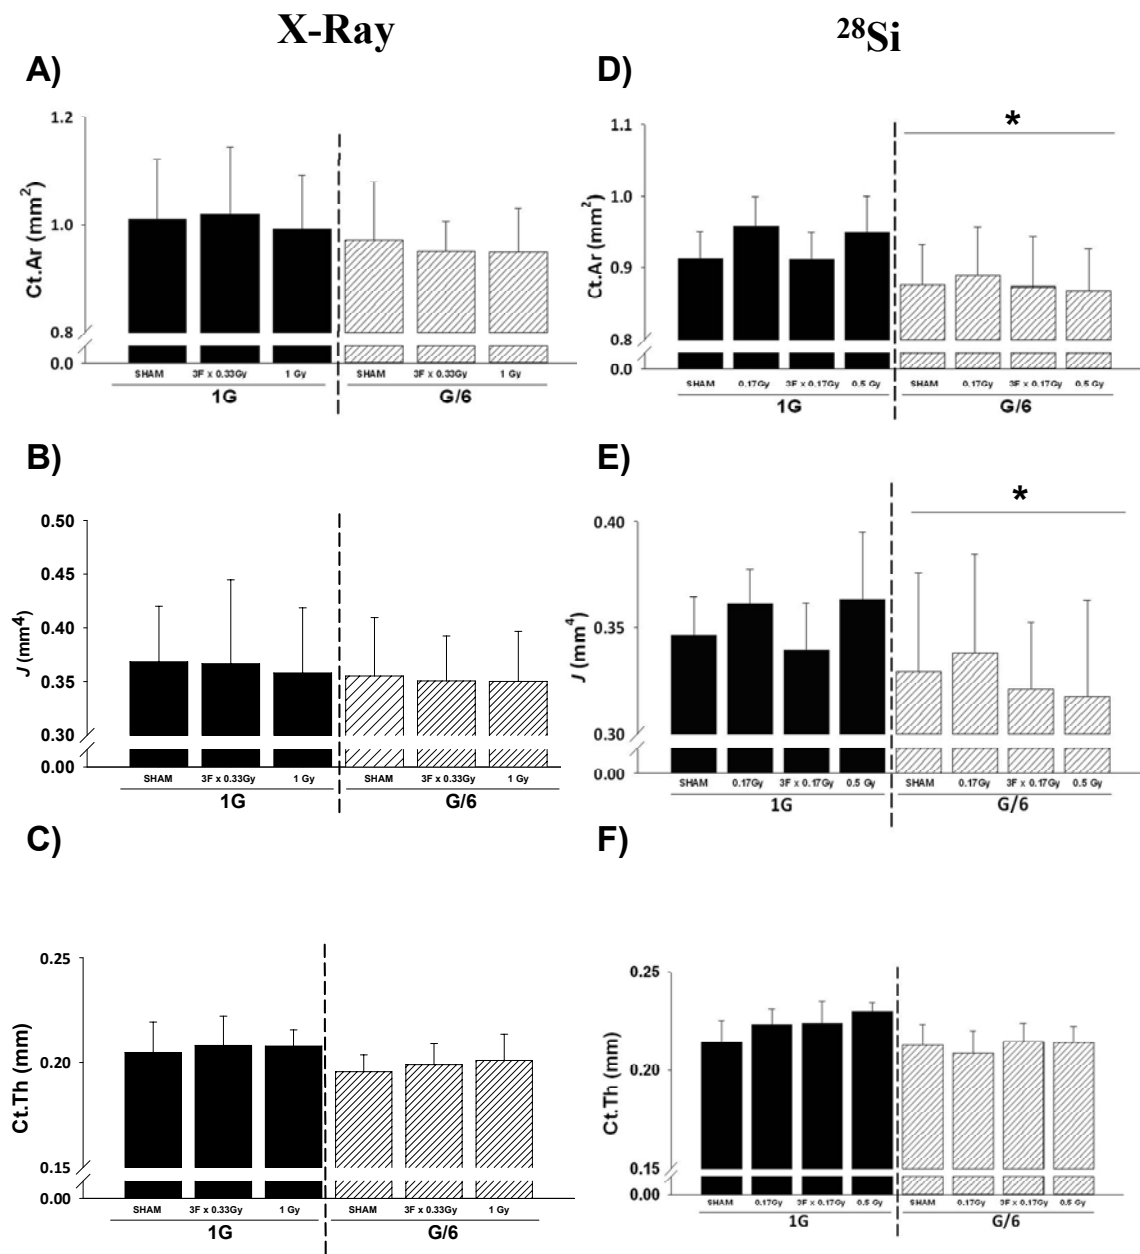 X-Ray
²⁸Si
A)
1.2
1.0
0.8
0.0
Ct.Ar (mm²)
SHAM 3F x 0.33Gy 1 Gy SHAM 3F x 0.33Gy 1 Gy
1G G/6
D)
*
1.1
1.0
0.9
0.8
0.0
Ct.Ar (mm²)
SHAM 0.17Gy 3F x 0.17Gy 0.5 Gy SHAM 0.17Gy 3F x 0.17Gy 0.5 Gy
1G G/6
B)
0.50
0.45
0.40
0.35
0.30
0.00
J (mm⁴)
SHAM 3F x 0.33Gy 1 Gy SHAM 3F x 0.33Gy 1 Gy
1G G/6
E)
*
0.40
0.35
0.30
0.00
J (mm⁴)
SHAM 0.17Gy 3F x 0.17Gy 0.5 Gy SHAM 0.17Gy 3F x 0.17Gy 0.5 Gy
1G G/6
C)
0.25
0.20
0.15
0.00
Ct.Th (mm)
SHAM 3F x 0.33Gy 1 Gy SHAM 3F x 0.33Gy 1 Gy
1G G/6
F)
0.25
0.20
0.15
0.00
Ct.Th (mm)
SHAM 0.17Gy 3F x 0.17Gy 0.5 Gy SHAM 0.17Gy 3F x 0.17Gy 0.5 Gy
1G G/6